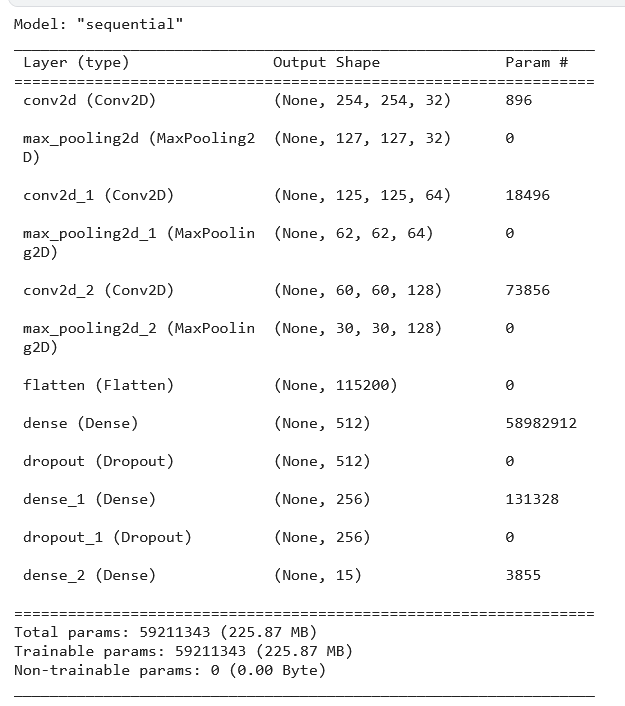 Model: "sequential"
_________________________________________________________________
Layer (type) Output Shape Param #
=================================================================
conv2d (Conv2D) (None, 254, 254, 32) 896
max_pooling2d (MaxPooling2 (None, 127, 127, 32) 0
D)
conv2d_1 (Conv2D) (None, 125, 125, 64) 18496
max_pooling2d_1 (MaxPoolin (None, 62, 62, 64) 0
g2D)
conv2d_2 (Conv2D) (None, 60, 60, 128) 73856
max_pooling2d_2 (MaxPoolin (None, 30, 30, 128) 0
g2D)
flatten (Flatten) (None, 115200) 0
dense (Dense) (None, 512) 58982912
dropout (Dropout) (None, 512) 0
dense_1 (Dense) (None, 256) 131328
dropout_1 (Dropout) (None, 256) 0
dense_2 (Dense) (None, 15) 3855
=================================================================
Total params: 59211343 (225.87 MB)
Trainable params: 59211343 (225.87 MB)
Non-trainable params: 0 (0.00 Byte)
_________________________________________________________________